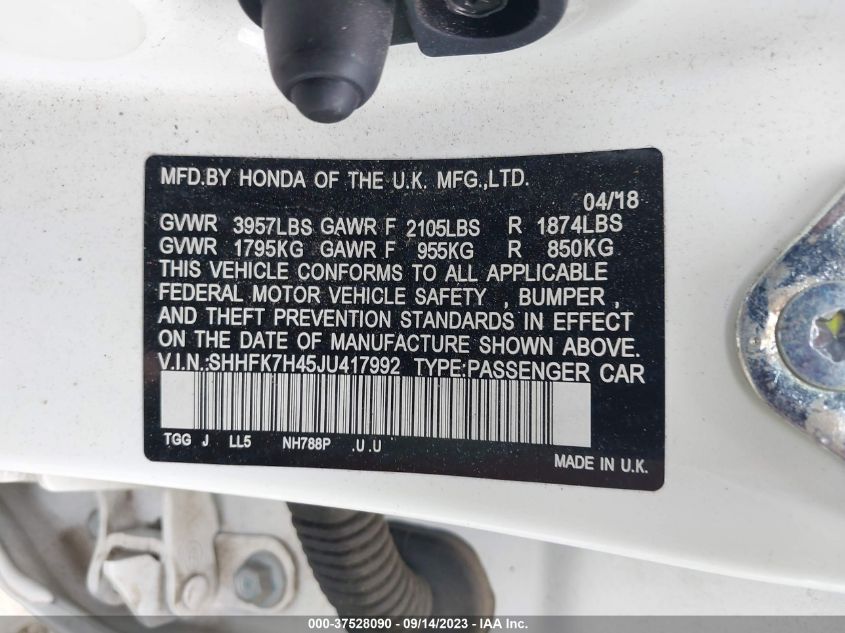 MFD.BY HONDA OF THE U.K. MFG.,LTD.
04/18
GVWR 3957LBS GAWR F 2105LBS R 1874LBS
GVWR 1795KG GAWR F 955KG R 850KG
THIS VEHICLE CONFORMS TO ALL APPLICABLE
FEDERAL MOTOR VEHICLE SAFETY , BUMPER ,
AND THEFT PREVENTION STANDARDS IN EFFECT
ON THE DATE OF MANUFACTURE SHOWN ABOVE.
V.I.N.:SHHFK7H45JU417992 TYPE:PASSENGER CAR
TGG J LL5 NH788P .U .U
MADE IN U.K.
000-37528090 - 09/14/2023 - IAA Inc.